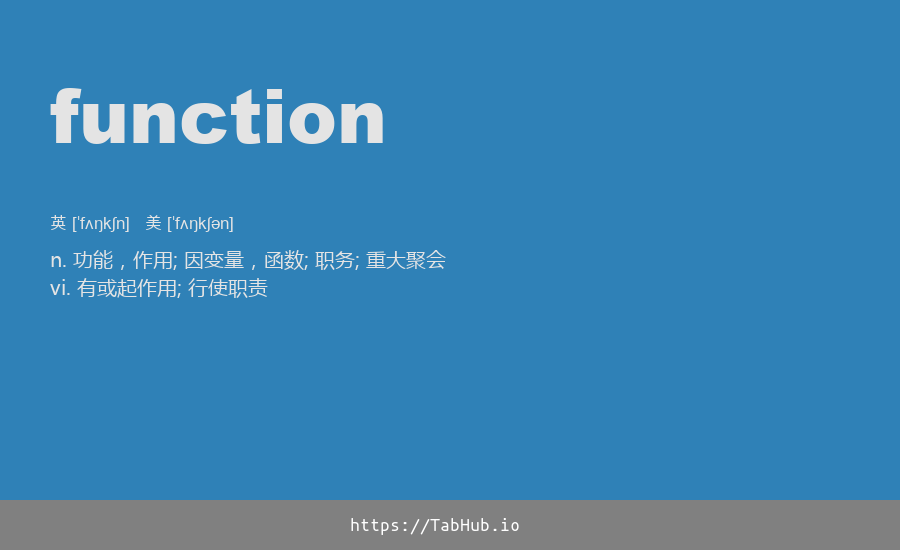 function
英 [ˈfʌŋkʃn] 美 [ˈfʌŋkʃən]
n. 功能，作用; 因变量，函数; 职务; 重大聚会
vi. 有或起作用; 行使职责
https://TabHub.io